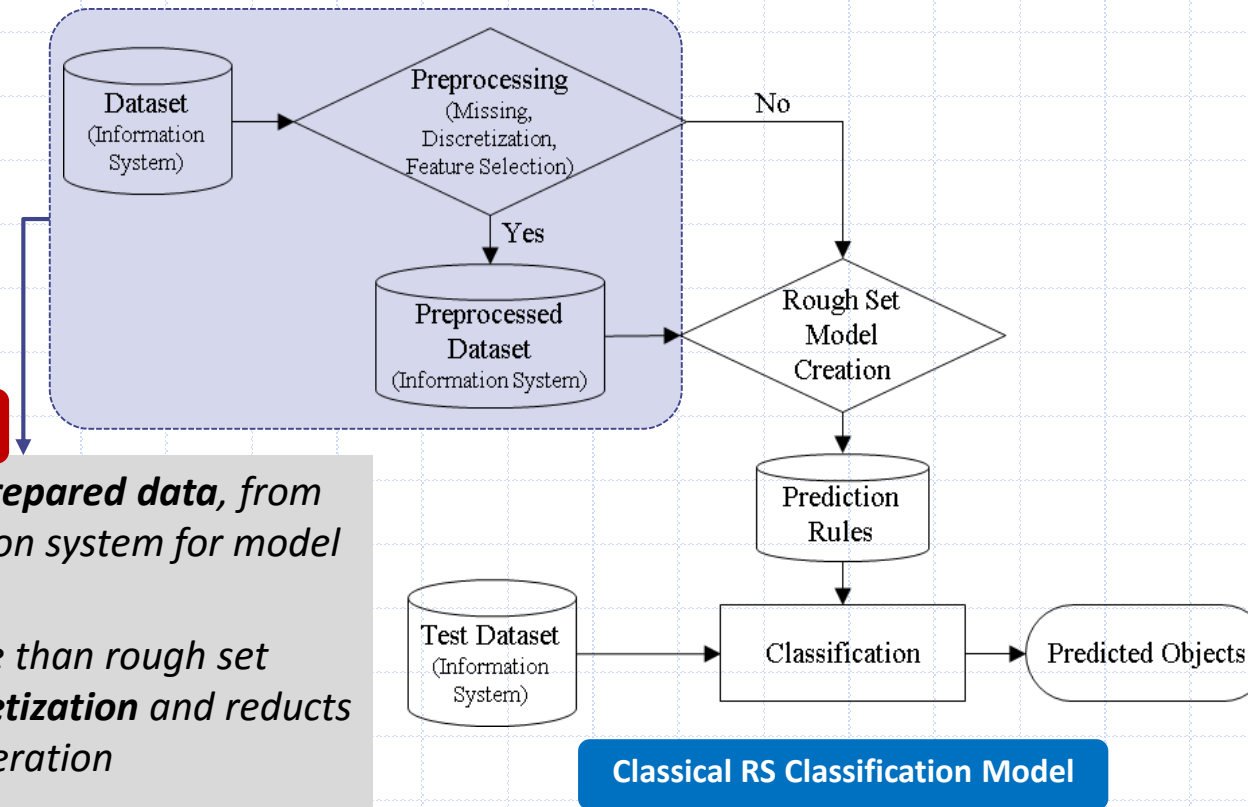 Dataset
(Information
System)
Preprocessing
(Missing,
Discretization,
Feature Selection)
No
Yes
Preprocessed
Dataset
(Information System)
Rough Set
Model
Creation
Prediction
Rules
repared data, from
on system for model
e than rough set
etization and reducts
eration
Test Dataset
(Information
System)
Classification
Predicted Objects
Classical RS Classification Model